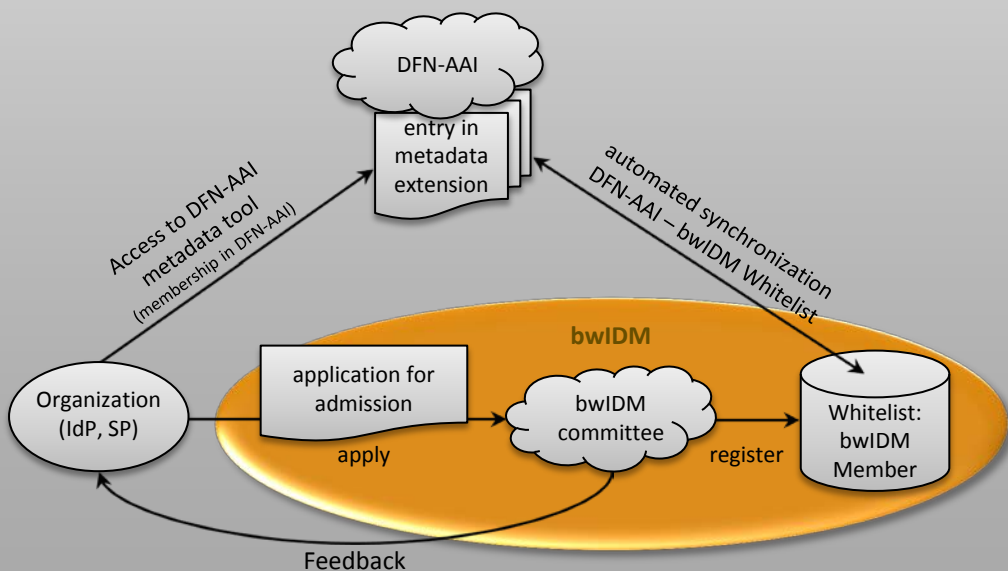 DFN-AAI
entry in
metadata
extension
Access to DFN-AAI
metadata tool
(membership in DFN-AAI)
automated synchronization
DFN-AAI – bwIDM Whitelist
bwIDM
Organization
(IdP, SP)
application for
admission
apply
bwIDM
committee
register
Whitelist:
bwIDM
Member
Feedback